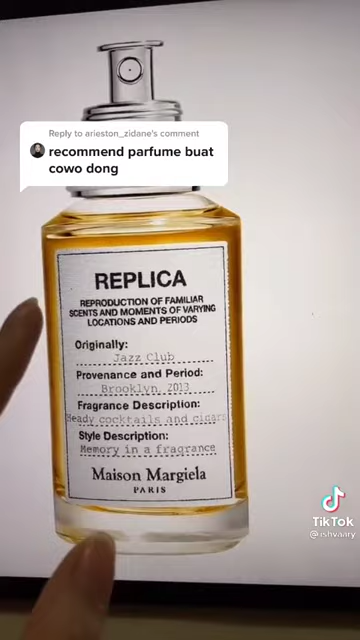 Reply to arieston_zidane's comment
recommend parfume buat
cowo dong
REPLICA
REPRODUCTION OF FAMILIAR
SCENTS AND MOMENTS OF VARYING
LOCATIONS AND PERIODS
Originally:
Jazz Club
Provenance and Period:
Brooklyn, 2013
Fragrance Description:
Heady cocktails and cigars
Style Description:
Memory in a fragrance
Maison Margiela
PARIS
TikTok
@ishvaary